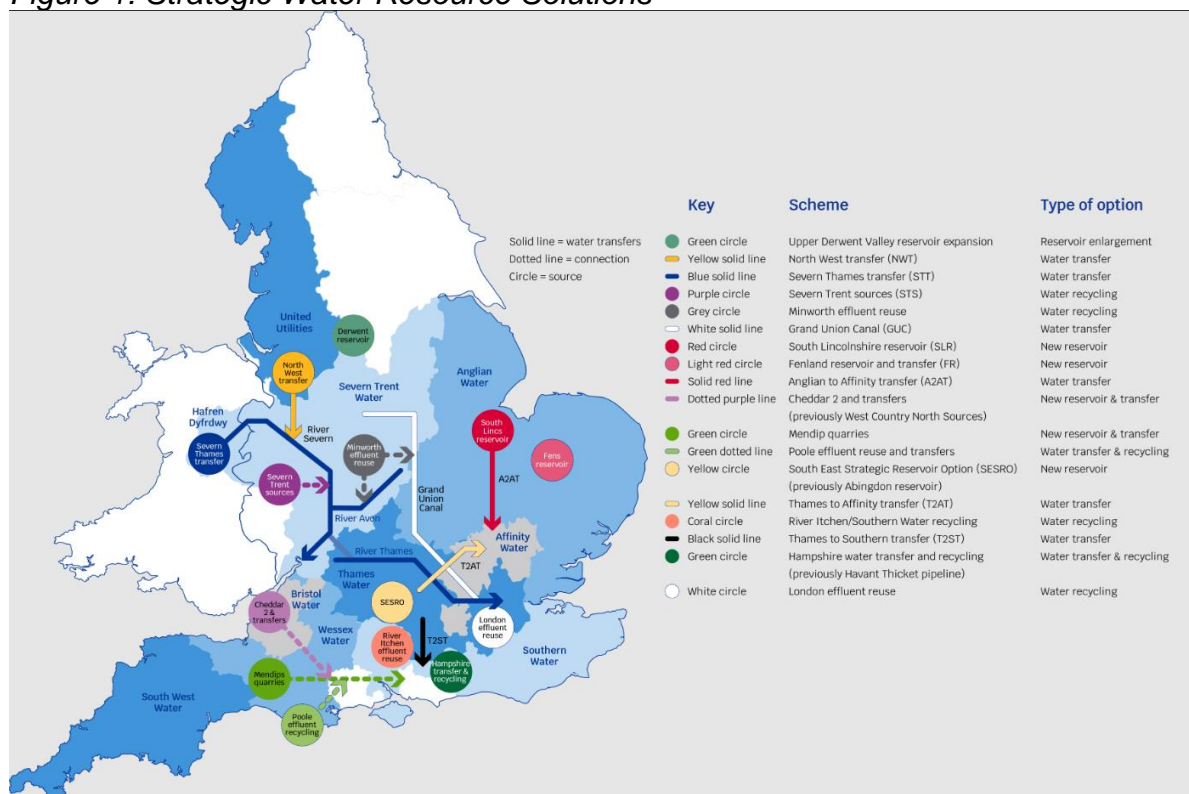 Figure 1: Strategic Water Resource Solutions
Solid line = water transfers
Dotted line = connection
Circle = source
Key Scheme Type of option
Green circle Upper Derwent Valley reservoir expansion Reservoir enlargement
Yellow solid line North West transfer (NWT) Water transfer
Blue solid line Severn Thames transfer (STT) Water transfer
Purple circle Severn Trent sources (STS) Water recycling
Grey circle Minworth effluent reuse Water recycling
White solid line Grand Union Canal (GUC) Water transfer
Red circle South Lincolnshire reservoir (SLR) New reservoir
Light red circle Fenland reservoir and transfer (FR) New reservoir
Solid red line Anglian to Affinity transfer (A2AT) Water transfer
Dotted purple line Cheddar 2 and transfers New reservoir & transfer
(previously West Country North Sources)
Green circle Mendip quarries New reservoir & transfer
Green dotted line Poole effluent reuse and transfers Water transfer & recycling
Yellow circle South East Strategic Reservoir Option (SESRO) New reservoir
(previously Abingdon reservoir)
Yellow solid line Thames to Affinity transfer (T2AT) Water transfer
Coral circle River Itchen/Southern Water recycling Water recycling
Black solid line Thames to Southern transfer (T2ST) Water transfer
Green circle Hampshire water transfer and recycling Water transfer & recycling
(previously Havant Thicket pipeline)
White circle London effluent reuse Water recycling
United
Utilities
Derwent
reservoir
North
West
transfer
Severn Trent
Water
Anglian
Water
Hafren
Dyfrdwy
River
Severn
Severn
Thames
transfer
Minworth
effluent
reuse
South
Lincs
reservoir
Fens
reservoir
Severn
Trent
sources
A2AT
Grand
Union
Canal
River Avon
Affinity
Water
River Thames
T2AT
Thames
Water
Bristol
Water
SESRO
Cheddar
2 &
transfers
London
effluent
reuse
Wessex
Water
River
Itchen
effluent
reuse
T2ST
Southern
Water
Hampshire
transfer &
recycling
Mendips
quarries
South West
Water
Poole
effluent
recycling